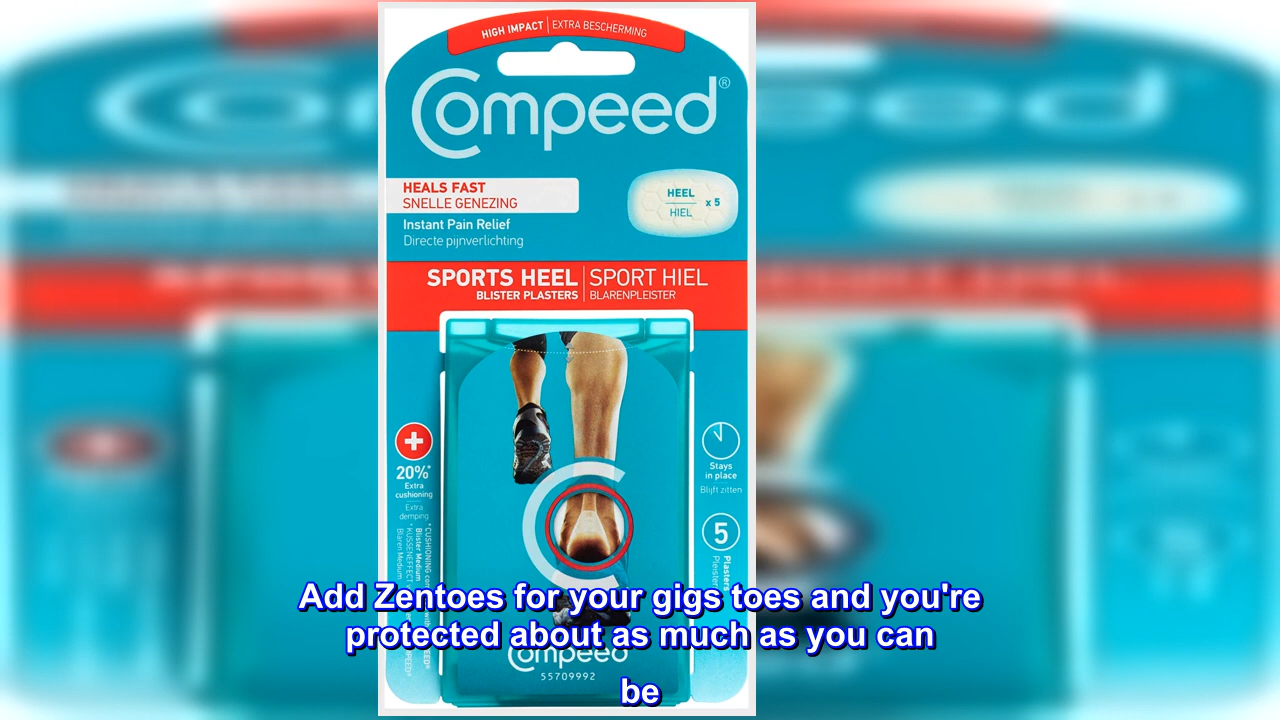 HIGH IMPACT | EXTRA BESCHERMING
Compeed®
HEALS FAST
SNELLE GENEZING
Instant Pain Relief
Directe pijnverlichting
HEEL
HIEL
x 5
SPORTS HEEL | SPORT HIEL
BLISTER PLASTERS | BLARENPLEISTER
20%*
Extra
cushioning
Extra
demping
Stays
in place
Blijft zitten
5
Plasters
Add Zentoes for your gigs toes and you're
protected about as much as you can
be
Compeed
55709992